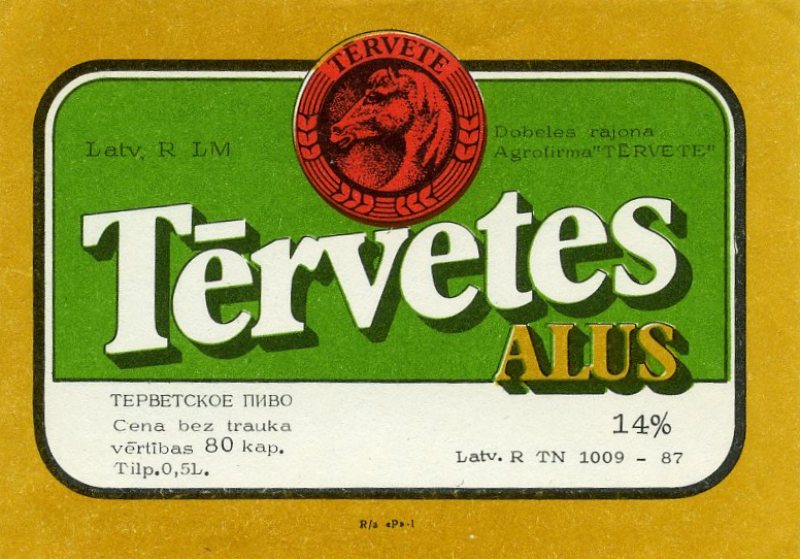 TĒRVETE
Latv, R LM
Dobeles rajona
Agrofirma "TĒRVETE"
Tērvetes
ALUS
ТЕРВЕТСКОЕ ПИВО
Cena bez trauka
vērtības 80 kap.
Tilp.0,5L.
14%
Latv. R TN 1009 - 87
R/a «P»-1